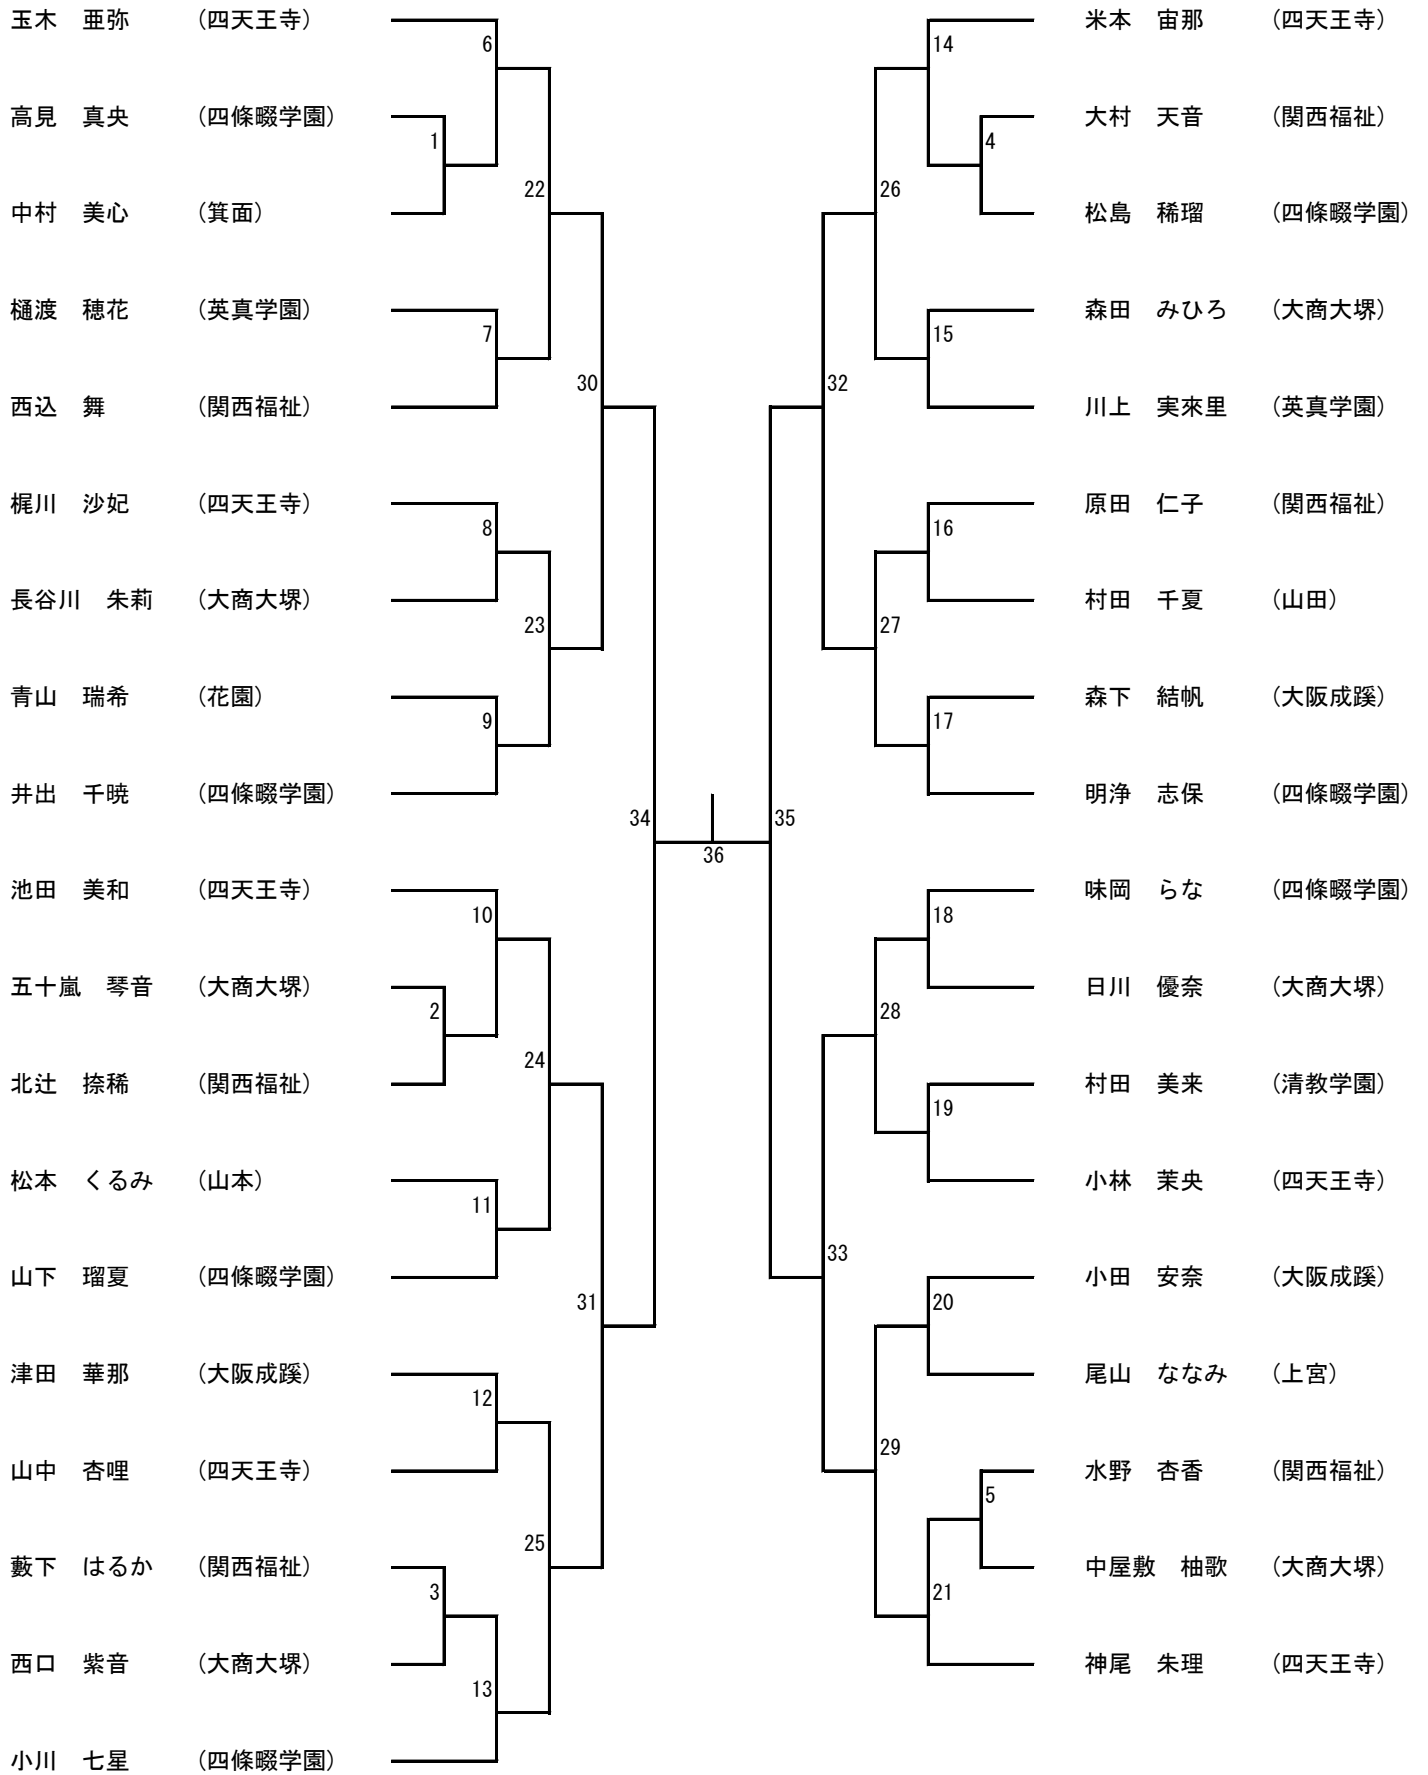 玉木　亜弥　（四天王寺）
高見　真央　（四條畷学園）
中村　美心　（箕面）
樋渡　穂花　（英真学園）
西込　舞　（関西福祉）
梶川　沙妃　（四天王寺）
長谷川　朱莉　（大商大堺）
青山　瑞希　（花園）
井出　千暁　（四條畷学園）
池田　美和　（四天王寺）
五十嵐　琴音　（大商大堺）
北辻　捺稀　（関西福祉）
松本　くるみ　（山本）
山下　瑠夏　（四條畷学園）
津田　華那　（大阪成蹊）
山中　杏哩　（四天王寺）
藪下　はるか　（関西福祉）
西口　紫音　（大商大堺）
小川　七星　（四條畷学園）
1
2
3
6
7
8
9
10
11
12
13
22
23
24
25
30
31
34
36
35
32
33
26
27
28
29
14
15
16
17
18
19
20
21
4
5
米本　宙那　（四天王寺）
大村　天音　（関西福祉）
松島　稀瑠　（四條畷学園）
森田　みひろ　（大商大堺）
川上　実來里　（英真学園）
原田　仁子　（関西福祉）
村田　千夏　（山田）
森下　結帆　（大阪成蹊）
明浄　志保　（四條畷学園）
味岡　らな　（四條畷学園）
日川　優奈　（大商大堺）
村田　美来　（清教学園）
小林　茉央　（四天王寺）
小田　安奈　（大阪成蹊）
尾山　ななみ　（上宮）
水野　杏香　（関西福祉）
中屋敷　柚歌　（大商大堺）
神尾　朱理　（四天王寺）